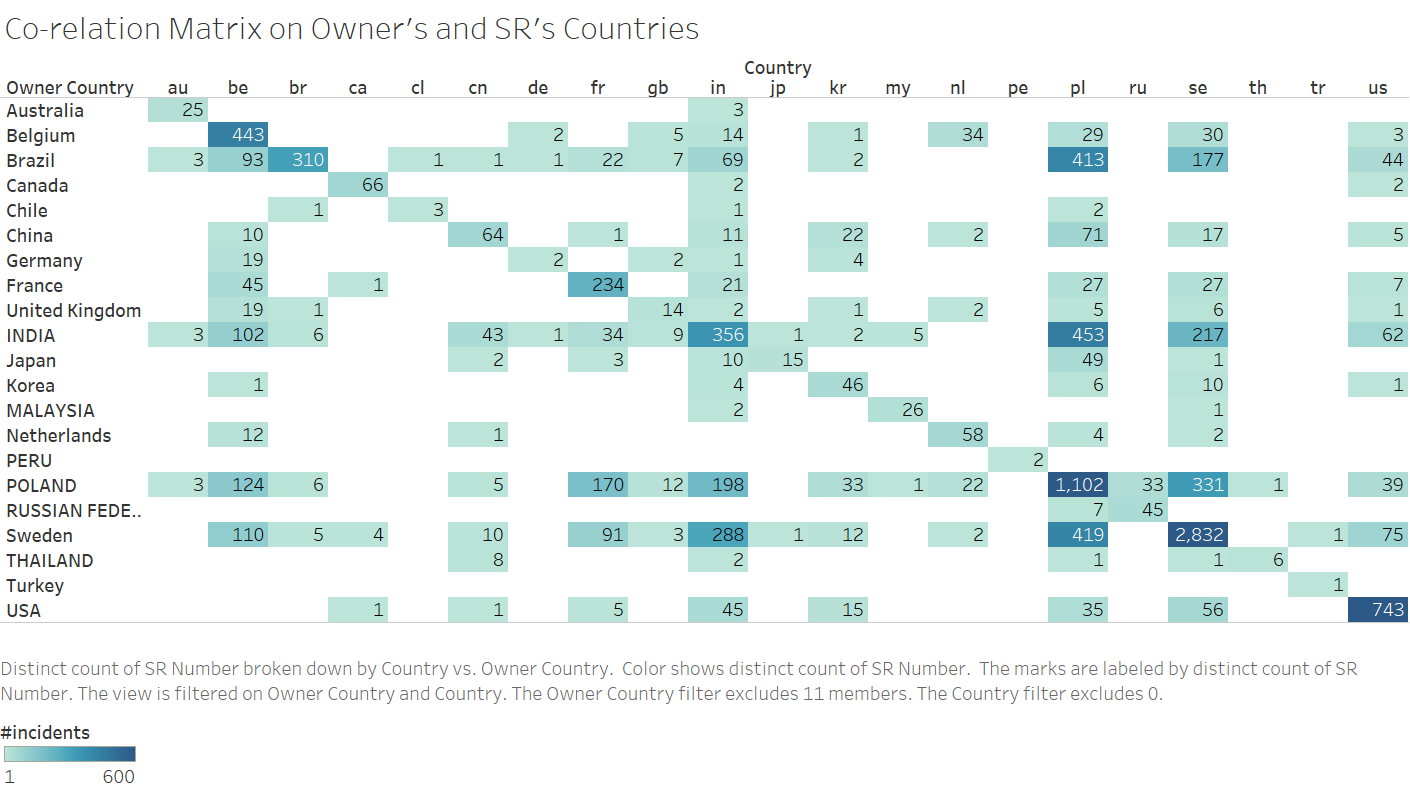 Co-relation Matrix on Owner's and SR's Countries
Country
Owner Country au be br ca cl cn de fr gb in jp kr my nl pe pl ru se th tr us
Australia 25 3
Belgium 443 2 5 14 1 34 29 30 3
Brazil 3 93 310 1 1 1 22 7 69 2 413 177 44
Canada 66 2 2
Chile 1 3 1 2
China 10 64 1 11 22 2 71 17 5
Germany 19 2 2 1 4
France 45 1 234 21 27 27 7
United Kingdom 19 1 14 2 1 2 5 6 1
INDIA 3 102 6 43 1 34 9 356 1 2 5 453 217 62
Japan 2 3 10 15 49 1
Korea 1 4 46 6 10 1
MALAYSIA 2 26 1
Netherlands 12 1 58 4 2
PERU 2
POLAND 3 124 6 5 170 12 198 33 1 22 1,102 33 331 1 39
RUSSIAN FEDE.. 7 45
Sweden 110 5 4 10 91 3 288 1 12 2 419 2,832 1 75
THAILAND 8 2 1 1 6
Turkey 1
USA 1 1 5 45 15 35 56 743
Distinct count of SR Number broken down by Country vs. Owner Country.  Color shows distinct count of SR Number.  The marks are labeled by distinct count of SR
Number. The view is filtered on Owner Country and Country. The Owner Country filter excludes 11 members. The Country filter excludes 0.
#incidents
1 600